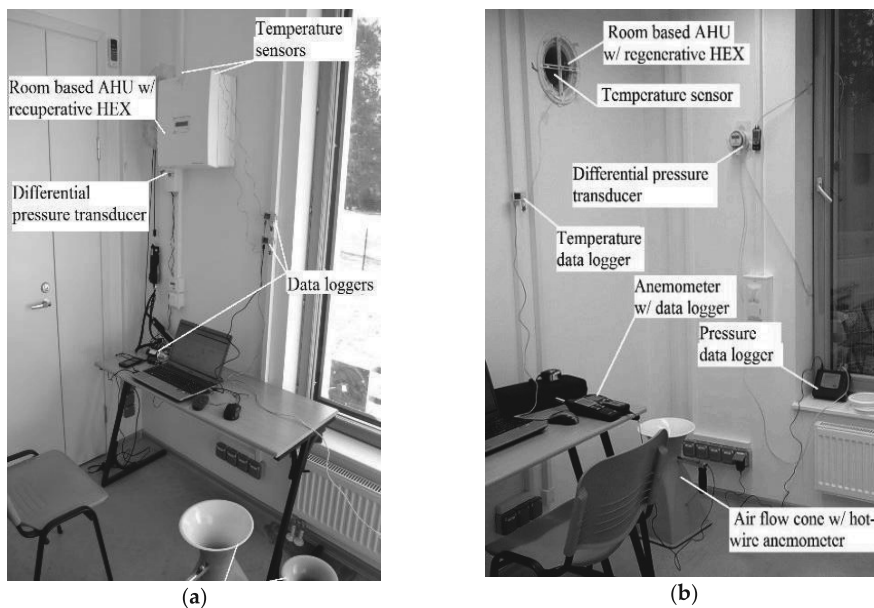 Temperature
sensors
Room based AHU w/
recuperative HEX
Differential
pressure transducer
Data loggers
(a)
Room based AHU
w/ regenerative HEX
Temperature sensor
Differential pressure
transducer
Temperature
data logger
Anemometer
w/ data logger
Pressure
data logger
Air flow cone w/ hot-
wire anemometer
(b)